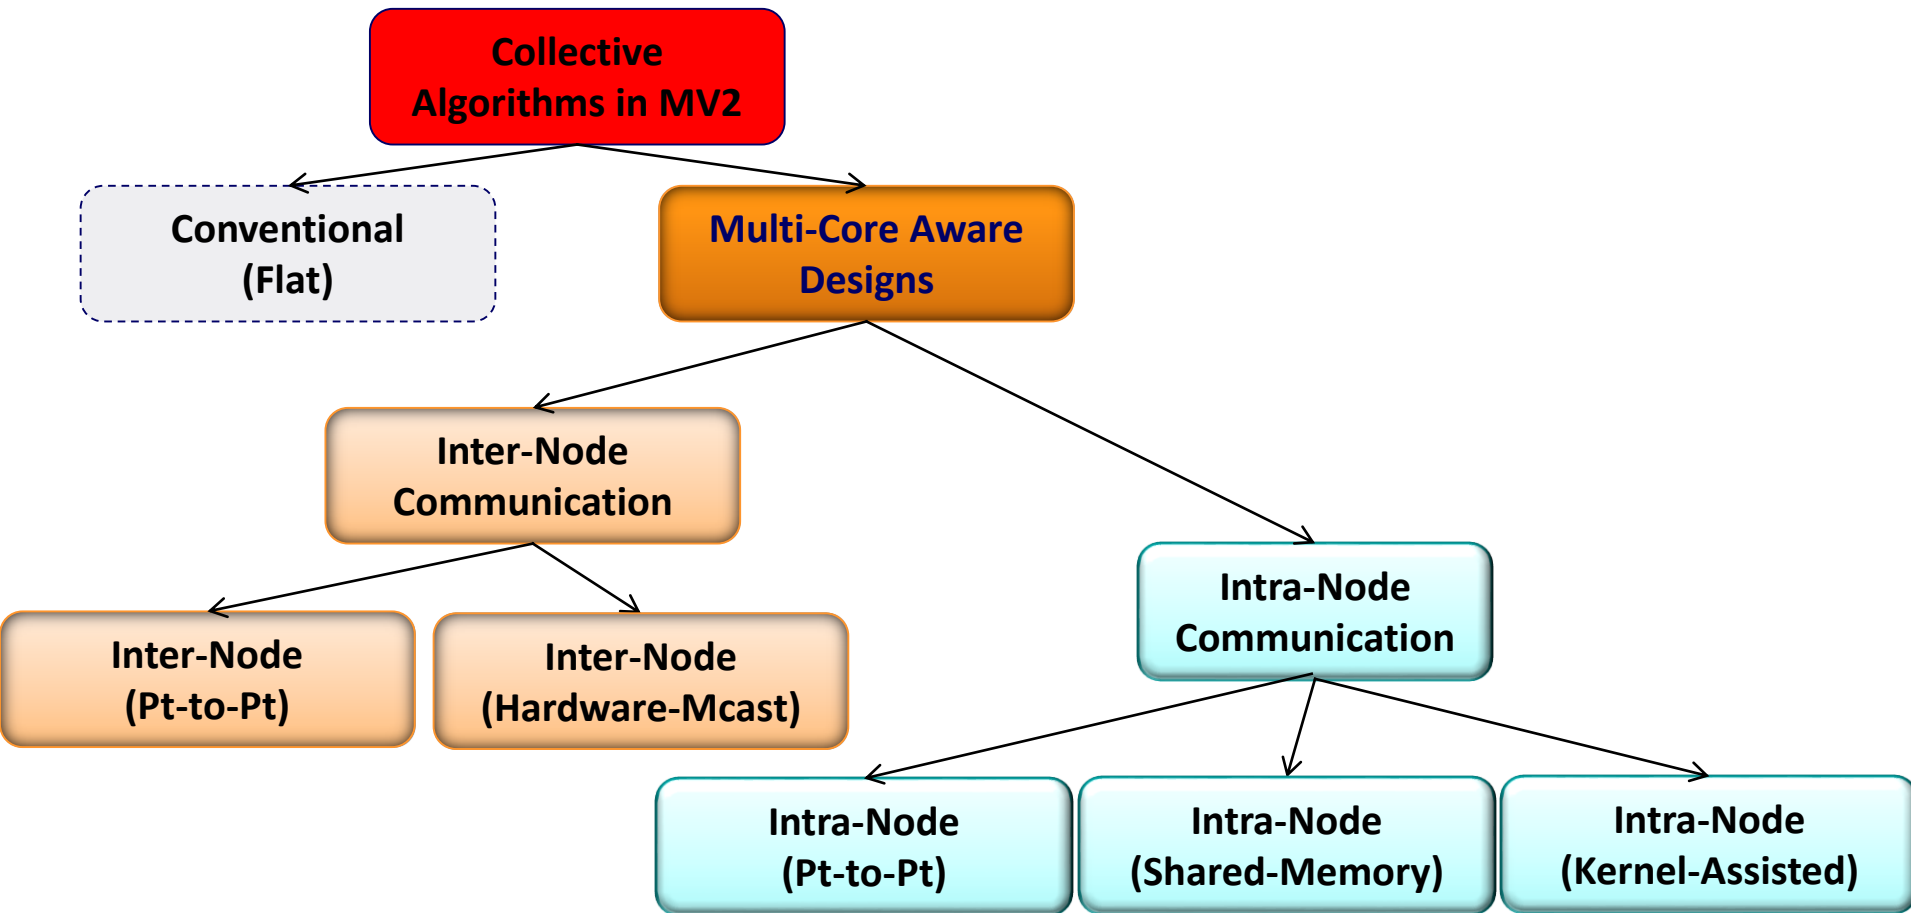 Collective
Algorithms in MV2
Conventional
(Flat)
Multi-Core Aware
Designs
Inter-Node
Communication
Intra-Node
Communication
Inter-Node
(Pt-to-Pt)
Inter-Node
(Hardware-Mcast)
Intra-Node
(Pt-to-Pt)
Intra-Node
(Shared-Memory)
Intra-Node
(Kernel-Assisted)